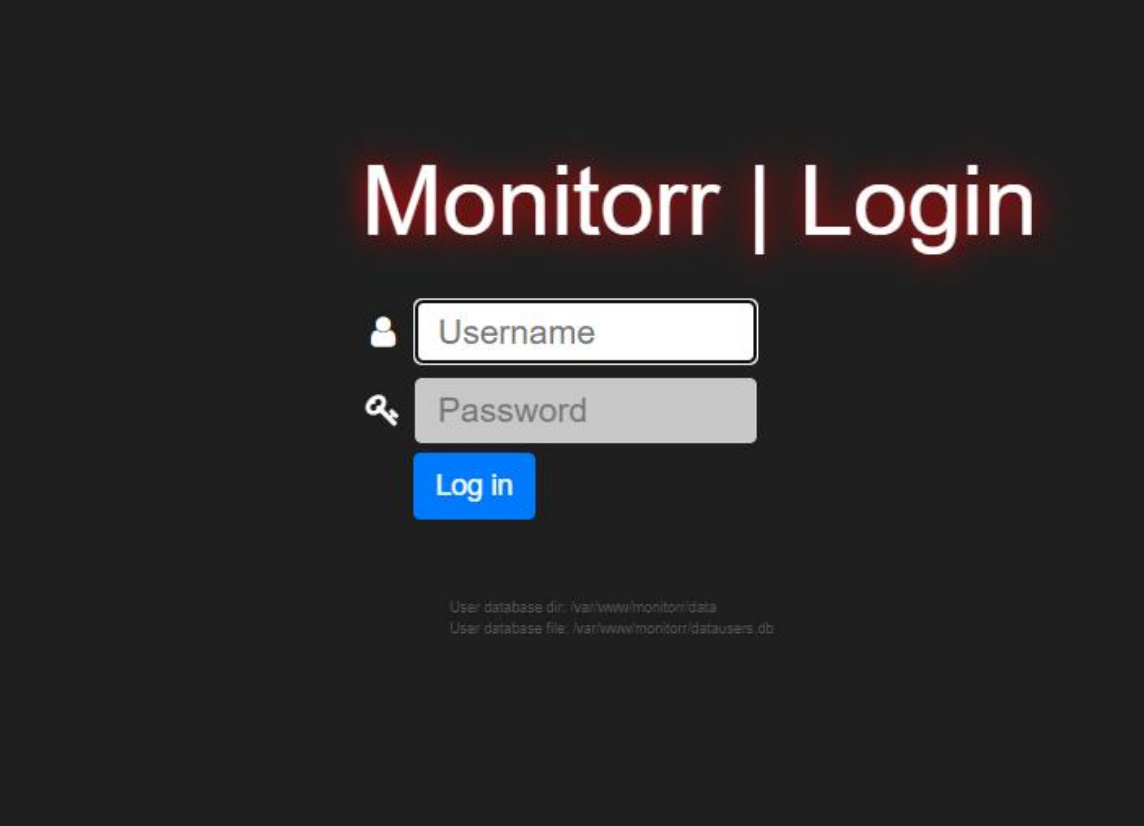 Monitorr | Login
Username
Password
Log in
User database dir: /var/www/monitorr/data
User database file: /var/www/monitorr/datausers.db